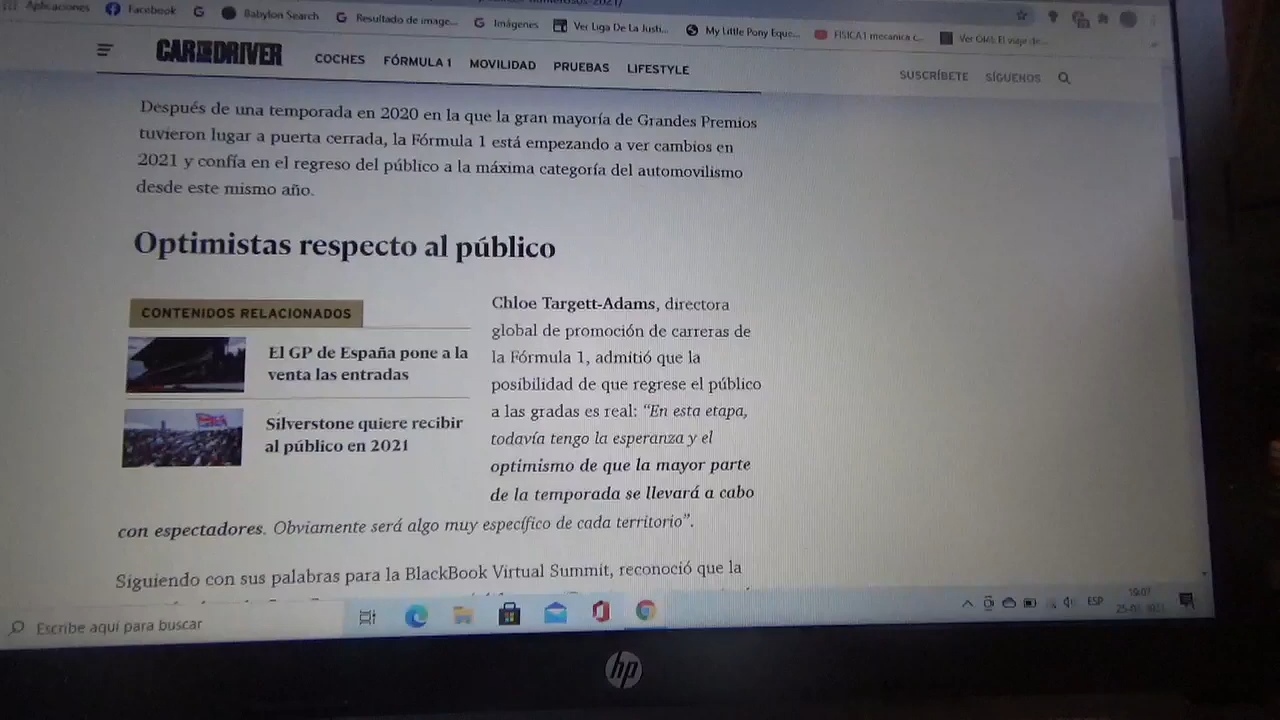 Aplicaciones Facebook Babylon Search Resultado de image... Imágenes Ver Liga De La Justi... My Little Pony Eque... FISICA1 mecanica c...
CAR AND DRIVER COCHES FÓRMULA 1 MOVILIDAD PRUEBAS LIFESTYLE SUSCRÍBETE SÍGUENOS
Después de una temporada en 2020 en la que la gran mayoría de Grandes Premios
tuvieron lugar a puerta cerrada, la Fórmula 1 está empezando a ver cambios en
2021 y confía en el regreso del público a la máxima categoría del automovilismo
desde este mismo año.
Optimistas respecto al público
CONTENIDOS RELACIONADOS
El GP de España pone a la
venta las entradas
Silverstone quiere recibir
al público en 2021
Chloe Targett-Adams, directora
global de promoción de carreras de
la Fórmula 1, admitió que la
posibilidad de que regrese el público
a las gradas es real: “En esta etapa,
todavía tengo la esperanza y el
optimismo de que la mayor parte
de la temporada se llevará a cabo
con espectadores. Obviamente será algo muy específico de cada territorio”.
Siguiendo con sus palabras para la BlackBook Virtual Summit, reconoció que la
Escribe aquí para buscar
ESP
hp